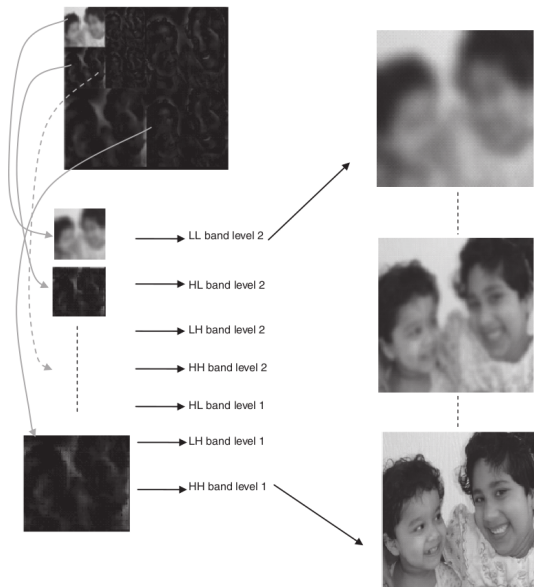 LL band level 2
HL band level 2
LH band level 2
HH band level 2
HL band level 1
LH band level 1
HH band level 1